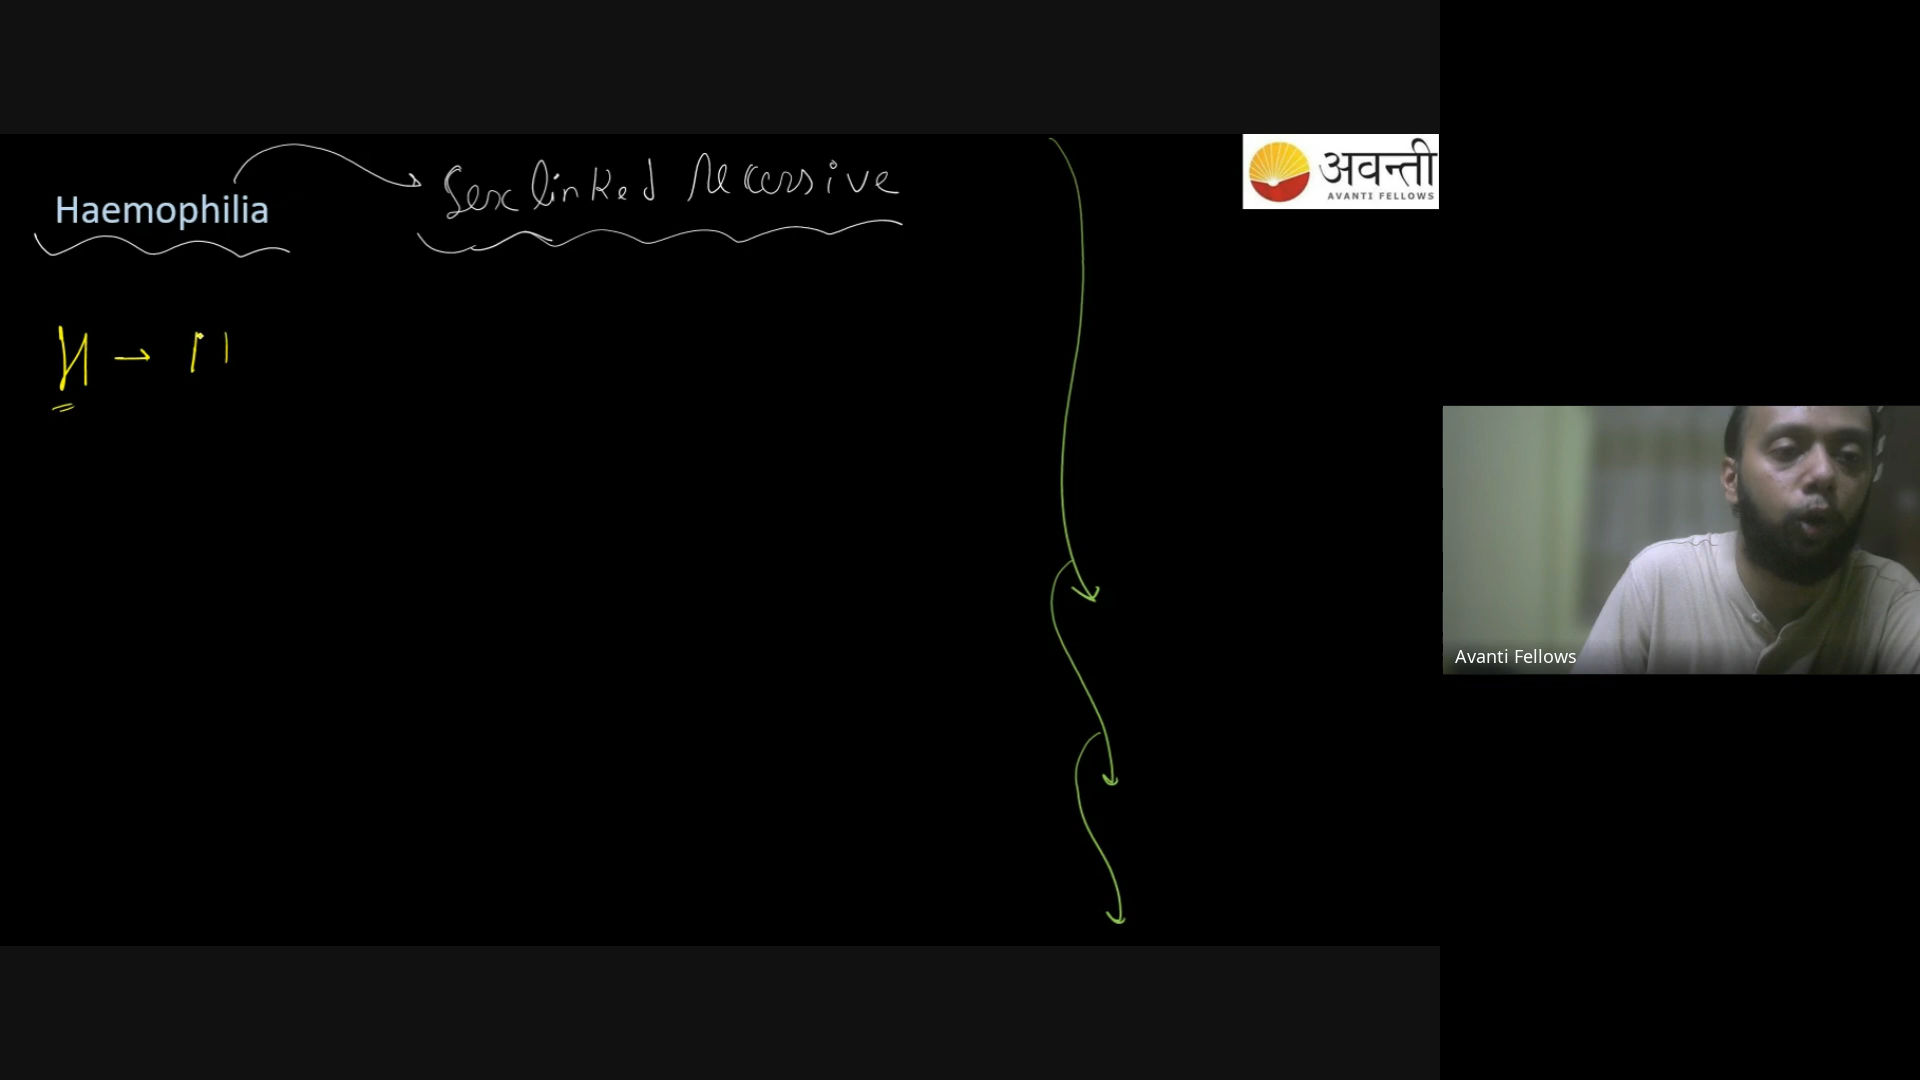 Haemophilia
Sex linked recessive
अवन्ती
AVANTI FELLOWS
H →
Avanti Fellows